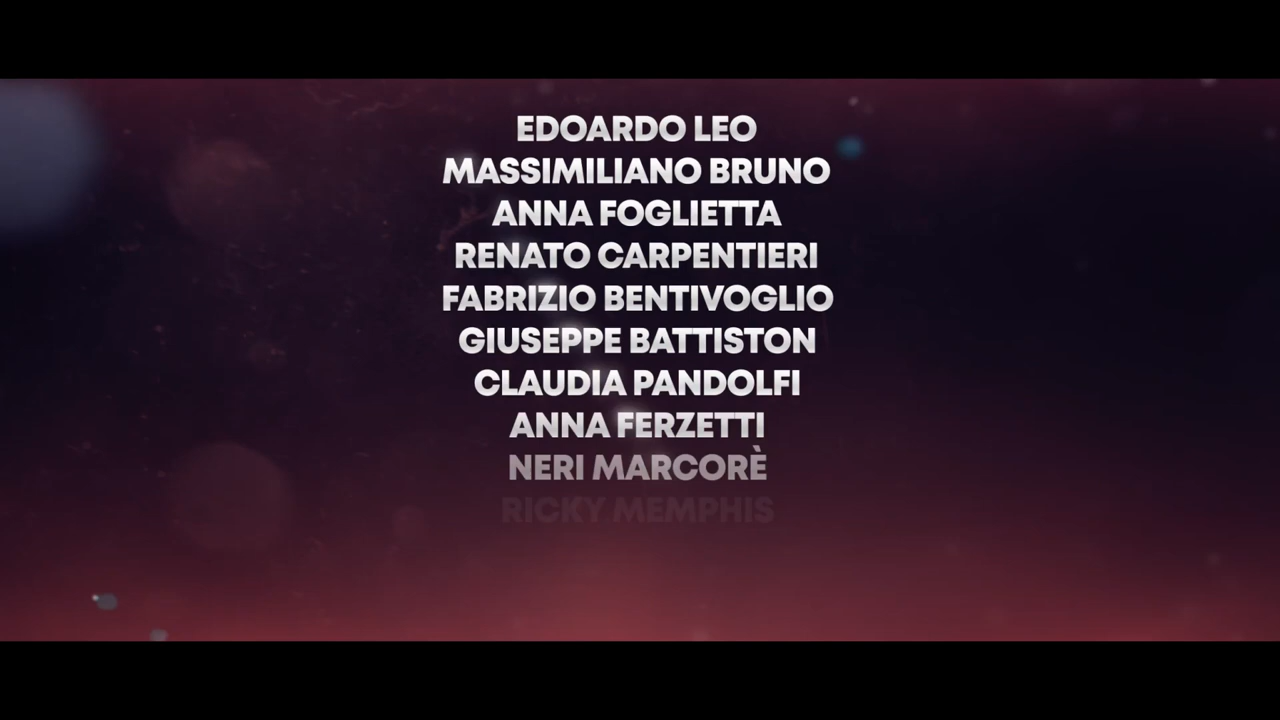 EDOARDO LEO
MASSIMILIANO BRUNO
ANNA FOGLIETTA
RENATO CARPENTIERI
FABRIZIO BENTIVOGLIO
GIUSEPPE BATTISTON
CLAUDIA PANDOLFI
ANNA FERZETTI
NERI MARCORÈ
RICKY MEMPHIS